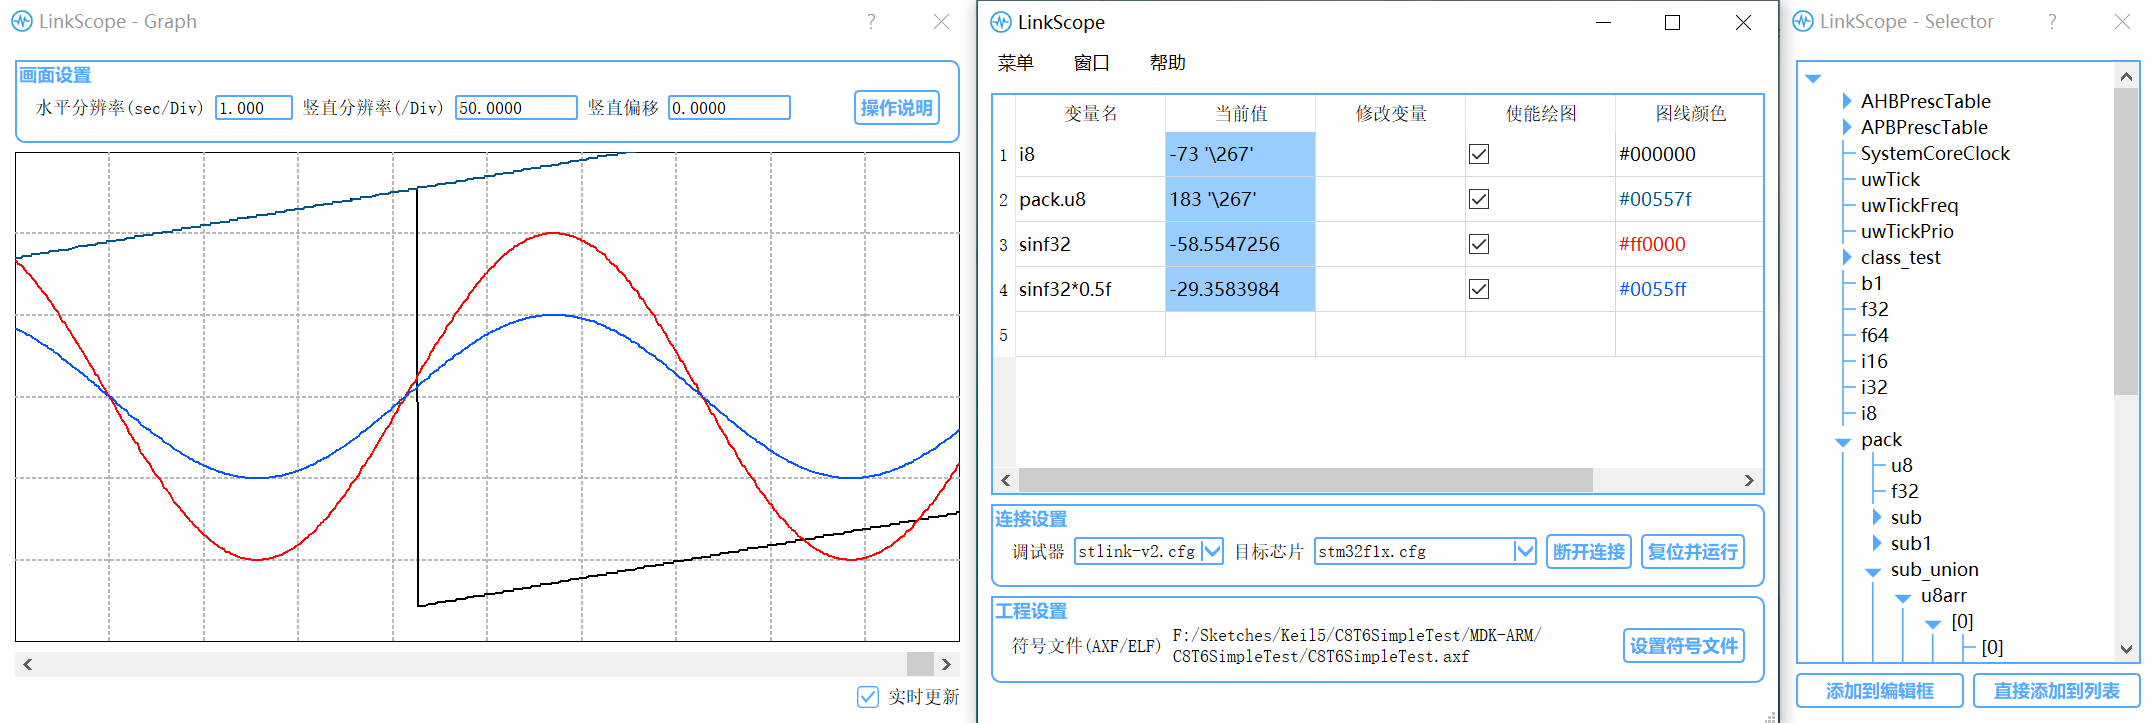 LinkScope - Graph
画面设置
水平分辨率(sec/Div) 1.000 竖直分辨率(/Div) 50.0000 竖直偏移 0.0000 操作说明
实时更新
LinkScope
菜单 窗口 帮助
变量名 当前值 修改变量 使能绘图 图线颜色
1 i8 -73 '\267' #000000
2 pack.u8 183 '\267' #00557f
3 sinf32 -58.5547256 #ff0000
4 sinf32*0.5f -29.3583984 #0055ff
5
连接设置
调试器 stlink-v2.cfg 目标芯片 stm32f1x.cfg 断开连接 复位并运行
工程设置
符号文件(AXF/ELF) F:/Sketches/Keil5/C8T6SimpleTest/MDK-ARM/
C8T6SimpleTest/C8T6SimpleTest.axf
设置符号文件
LinkScope - Selector
AHBPrescTable
APBPrescTable
SystemCoreClock
uwTick
uwTickFreq
uwTickPrio
class_test
b1
f32
f64
i16
i32
i8
pack
u8
f32
sub
sub1
sub_union
u8arr
[0]
[0]
添加到编辑框 直接添加到列表